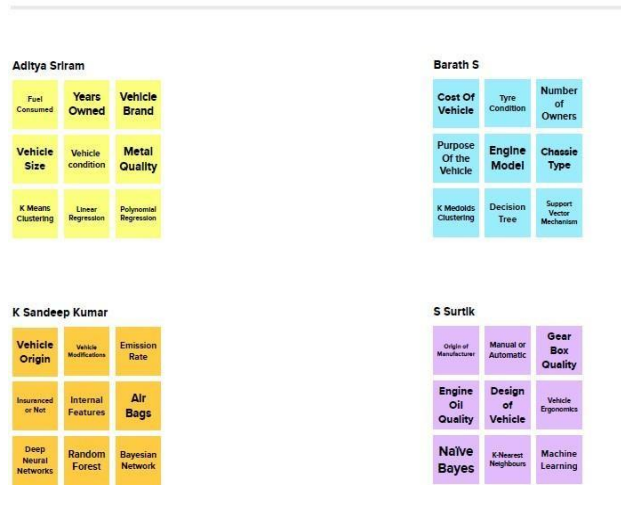 Aditya Sriram
Fuel
Consumed
Years
Owned
Vehicle
Brand
Vehicle
Size
Vehicle
condition
Metal
Quality
K Means
Clustering
Linear
Regression
Polynomial
Regression
Barath S
Cost Of
Vehicle
Tyre
Condition
Number
of
Owners
Purpose
Of the
Vehicle
Engine
Model
Chassie
Type
K Medoids
Clustering
Decision
Tree
Support
Vector
Mechanism
K Sandeep Kumar
Vehicle
Origin
Vehicle
Modifications
Emission
Rate
Insuranced
or Not
Internal
Features
Air
Bags
Deep
Neural
Networks
Random
Forest
Bayesian
Network
S Surtik
Origin of
Manufacturer
Manual or
Automatic
Gear
Box
Quality
Engine
Oil
Quality
Design
of
Vehicle
Vehicle
Ergonomics
Naïve
Bayes
K-Nearest
Neighbours
Machine
Learning